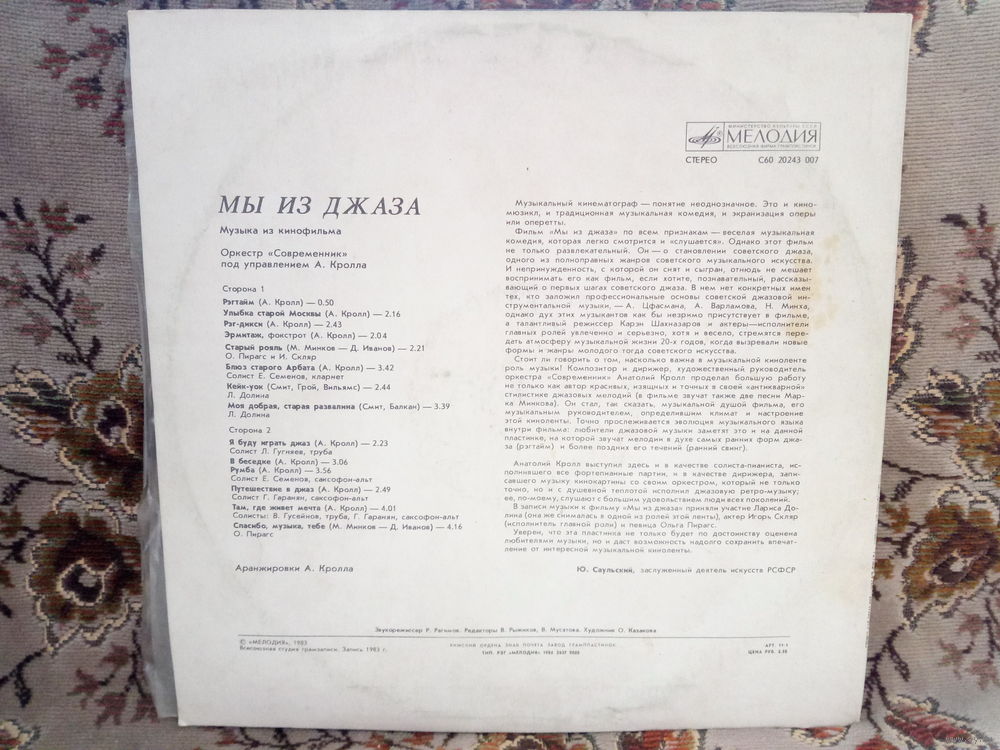 МИНИСТЕРСТВО КУЛЬТУРЫ СССР
МЕЛОДИЯ
ВСЕСОЮЗНАЯ ФИРМА ГРАМПЛАСТИНОК
СТЕРЕО С60 20243 007
МЫ ИЗ ДЖАЗА
Музыка из кинофильма
Оркестр «Современник»
под управлением А. Кролла
Сторона 1
Рэгтайм (А. Кролл) — 0.50
Улыбка старой Москвы (А. Кролл) — 2.16
Рэг-дикси (А. Кролл) — 2.43
Эрмитаж, фокстрот (А. Кролл) — 2.04
Старый рояль (М. Минков — Д. Иванов) — 2.21
О. Пирагс и И. Скляр
Блюз старого Арбата (А. Кролл) — 3.42
Солист Е. Семенов, кларнет
Кейк-уок (Смит, Грой, Вильямс) — 2.44
Л. Долина
Моя добрая, старая развалина (Смит, Балкан) — 3.39
Л. Долина
Сторона 2
Я буду играть джаз (А. Кролл) — 2.23
Солист Л. Гугняев, труба
В беседке (А. Кролл) — 3.06
Румба (А. Кролл) — 3.56
Солист Е. Семенов, саксофон-альт
Путешествие в джаз (А. Кролл) — 2.49
Солист Г. Гаранян, саксофон-альт
Там, где живет мечта (А. Кролл) — 4.01
Солисты: В. Гусейнов, труба, Г. Гаранян, саксофон-альт
Спасибо, музыка, тебе (М. Минков — Д. Иванов) — 4.16
О. Пирагс
Аранжировки А. Кролла
Музыкальный кинематограф — понятие неоднозначное. Это и кино-
мюзикл, и традиционная музыкальная комедия, и экранизация оперы
или оперетты.
Фильм «Мы из джаза» по всем признакам — веселая музыкальная
комедия, которая легко смотрится и «слушается». Однако этот фильм
не только развлекательный. Он — о становлении советского джаза,
одного из полноправных жанров советского музыкального искусства.
И непринужденность, с которой он снят и сыгран, отнюдь не мешает
воспринимать его как фильм, если хотите, познавательный, рассказы-
вающий о первых шагах советского джаза. В нем нет конкретных имен
тех, кто заложил профессиональные основы советской джазовой ин-
струментальной музыки,— А. Цфасмана, А. Варламова, Н. Минха,
однако дух этих музыкантов как бы незримо присутствует в фильме,
а талантливый режиссер Карэн Шахназаров и актеры—исполнители
главных ролей увлеченно и серьезно, хотя и весело, стремятся пере-
дать атмосферу музыкальной жизни 20-х годов, когда вызревали новые
формы и жанры молодого тогда советского искусства.
Стоит ли говорить о том, насколько важна в музыкальной киноленте
роль музыки! Композитор и дирижер, художественный руководитель
оркестра «Современник» Анатолий Кролл проделал большую работу
не только как автор красивых, изящных и точных в своей «антикварной»
стилистике джазовых мелодий (в фильме звучат также две песни Мар-
ка Минкова). Он стал, так сказать, музыкальной душой фильма, его
музыкальным руководителем, определившим климат и настроение
этой киноленты. Точно прослеживается эволюция музыкального языка
внутри фильма: любители джазовой музыки заметят это и на данной
пластинке, на которой звучат мелодии в духе самых ранних форм джа-
за (рэгтайм) и более поздних его течений (ранний свинг).
Анатолий Кролл выступил здесь и в качестве солиста-пианиста, ис-
полнившего все фортепианные партии, и в качестве дирижера, запи-
савшего музыку кинокартины со своим оркестром, который не только
точно, но и с душевной теплотой исполнил джазовую ретро-музыку;
ее, по-моему, слушают с большим удовольствием люди всех поколений.
В записи музыки к фильму «Мы из джаза» приняли участие Лариса До-
лина (она же снималась в одной из ролей этой ленты), актер Игорь Скляр
(исполнитель главной роли) и певица Ольга Пирагс.
Уверен, что эта пластинка не только будет по достоинству оценена
любителями музыки, но и даст возможность надолго сохранить впечат-
ление от интересной музыкальной киноленты.
Ю. Саульский, заслуженный деятель искусств РСФСР
Звукорежиссер Р. Рагимов. Редакторы В. Рыжиков, В. Мусатова. Художник О. Казакова
© «МЕЛОДИЯ», 1983
Всесоюзная студия грамзаписи. Запись 1983 г.
РИЖСКИЙ ОРДЕНА ЗНАК ПОЧЕТА ЗАВОД ГРАМПЛАСТИНОК
ТИП. РЗГ «МЕЛОДИЯ» 1986
АРТ. 11-1
ЦЕНА РУБ.